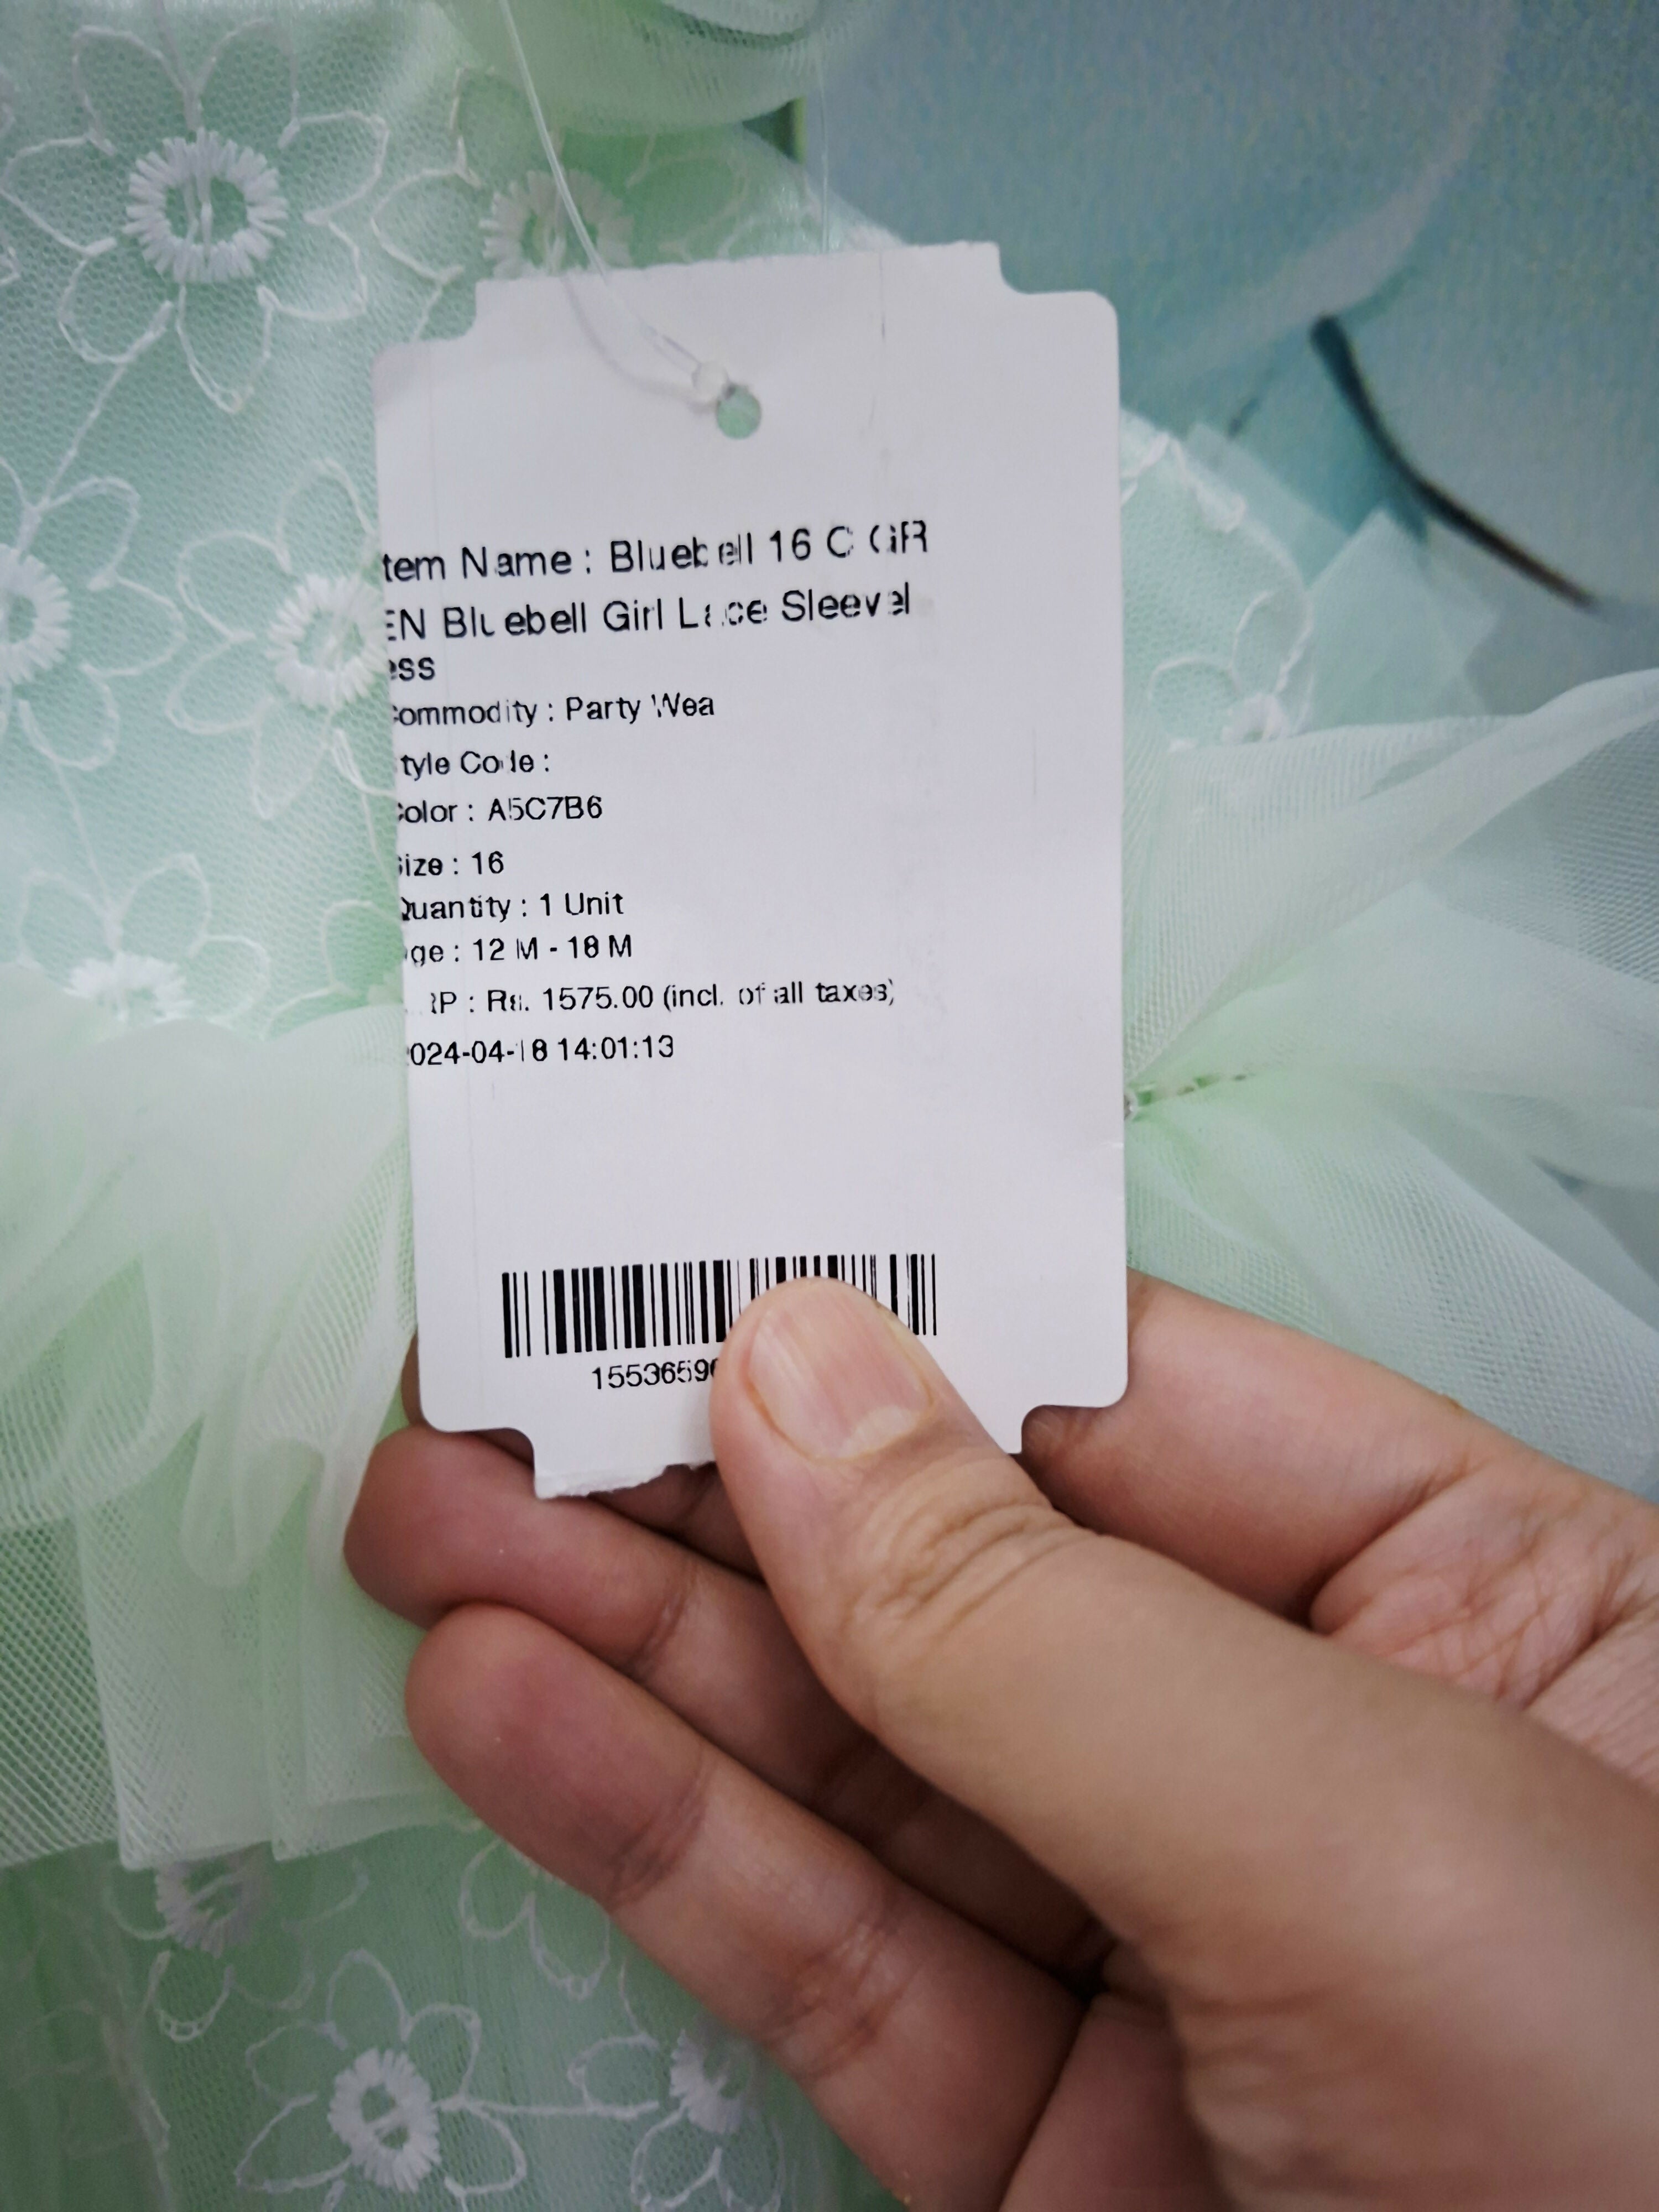 tem Name : Bluebell 16 C GR
EN Bluebell Girl Lace Sleevel
ess
ommodity : Party Wea
tyle Code :
olor : A5C7B6
ize : 16
Quantity : 1 Unit
ge : 12 M - 18 M
RP : Rs. 1575.00 (incl. of all taxes)
024-04-18 14:01:13
1553659